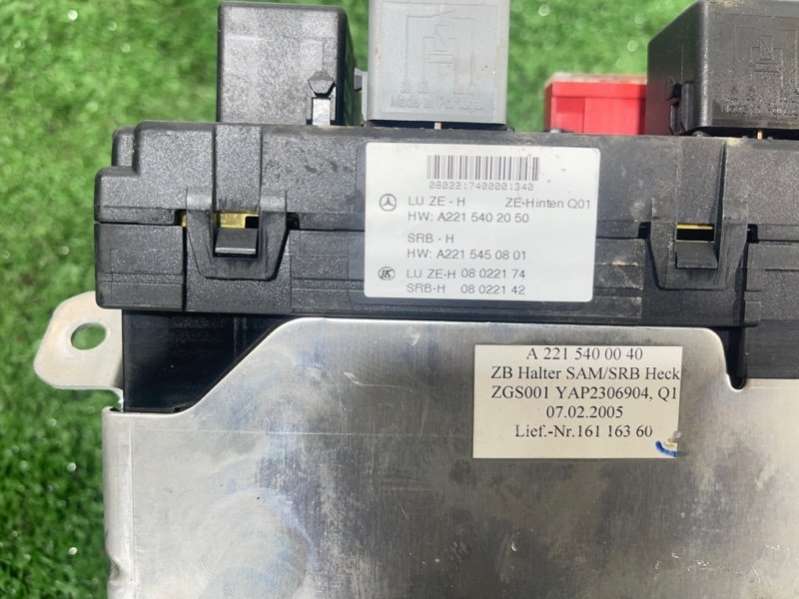 0802217400001340
LU ZE - H ZE-Hinten Q01
HW: A221 540 20 50
SRB - H
HW: A221 545 08 01
LU ZE-H 08 0221 74
SRB-H 08 0221 42
A 221 540 00 40
ZB Halter SAM/SRB Heck
ZGS001 YAP2306904, Q1
07.02.2005
Lief.-Nr.161 163 60